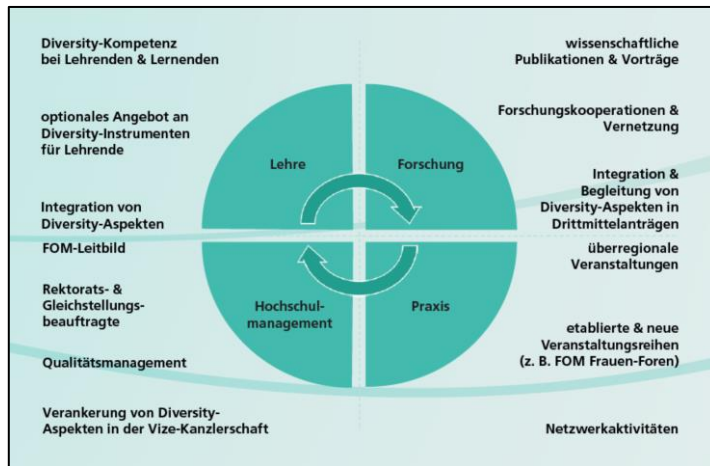 Diversity-Kompetenz
bei Lehrenden & Lernenden
optionales Angebot an
Diversity-Instrumenten
für Lehrende
Integration von
Diversity-Aspekten
Lehre
Forschung
wissenschaftliche
Publikationen & Vorträge
Forschungskooperationen &
Vernetzung
Integration &
Begleitung von
Diversity-Aspekten in
Drittmittelanträgen
FOM-Leitbild
Rektorats- &
Gleichstellungs-
beauftragte
Qualitätsmanagement
Verankerung von Diversity-
Aspekten in der Vize-Kanzlerschaft
Hochschul-
management
Praxis
überregionale
Veranstaltungen
etablierte & neue
Veranstaltungsreihen
(z. B. FOM Frauen-Foren)
Netzwerkaktivitäten